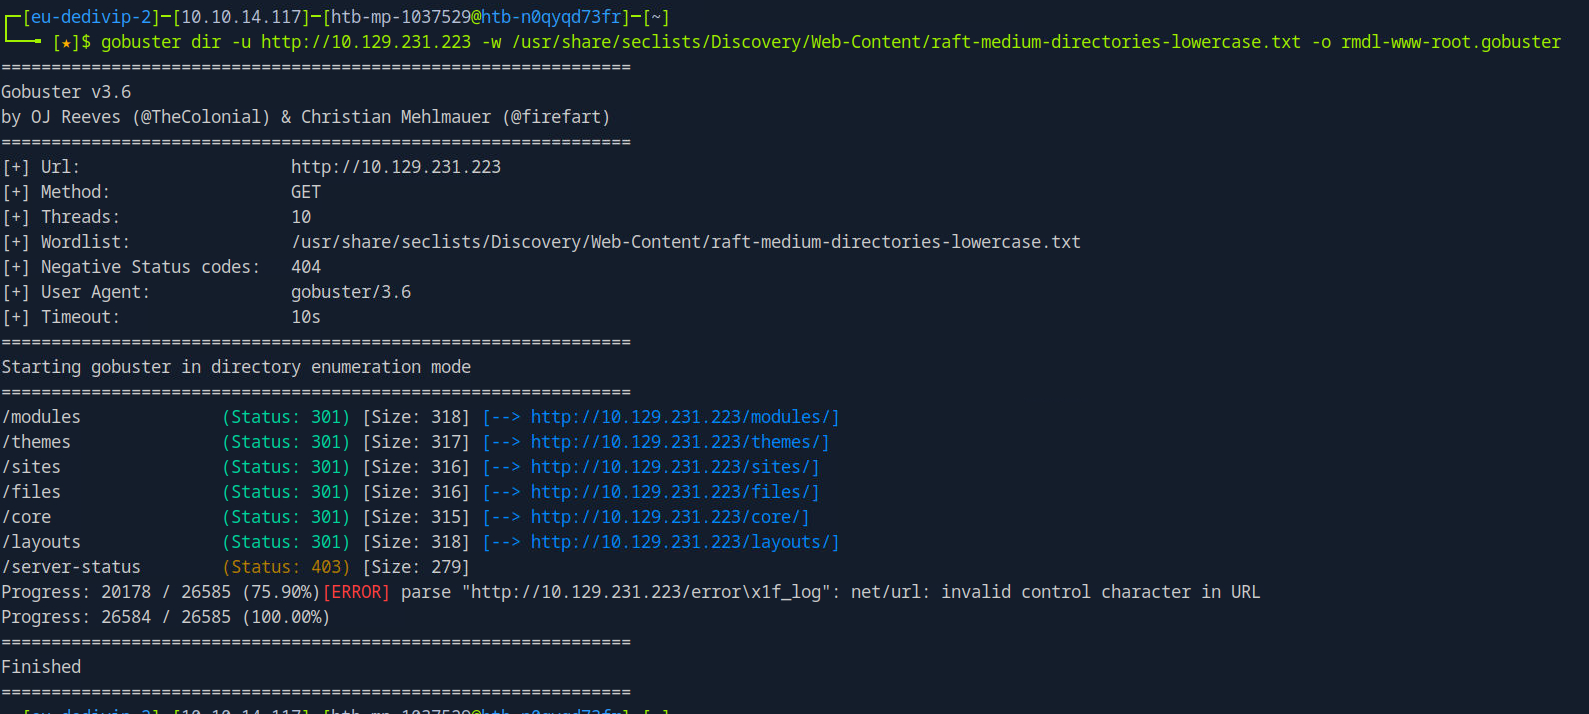 [eu-dedivip-2]─[10.10.14.117]─[htb-mp-1037529@htb-n0qyqd73fr]─[~]
[★]$ gobuster dir -u http://10.129.231.223 -w /usr/share/seclists/Discovery/Web-Content/raft-medium-directories-lowercase.txt -o rmdl-www-root.gobuster
===============================================================
Gobuster v3.6
by OJ Reeves (@TheColonial) & Christian Mehlmauer (@firefart)
===============================================================
[+] Url:                     http://10.129.231.223
[+] Method:                  GET
[+] Threads:                 10
[+] Wordlist:                /usr/share/seclists/Discovery/Web-Content/raft-medium-directories-lowercase.txt
[+] Negative Status codes:   404
[+] User Agent:              gobuster/3.6
[+] Timeout:                 10s
===============================================================
Starting gobuster in directory enumeration mode
===============================================================
/modules              (Status: 301) [Size: 318] [--> http://10.129.231.223/modules/]
/themes               (Status: 301) [Size: 317] [--> http://10.129.231.223/themes/]
/sites                (Status: 301) [Size: 316] [--> http://10.129.231.223/sites/]
/files                (Status: 301) [Size: 316] [--> http://10.129.231.223/files/]
/core                 (Status: 301) [Size: 315] [--> http://10.129.231.223/core/]
/layouts              (Status: 301) [Size: 318] [--> http://10.129.231.223/layouts/]
/server-status        (Status: 403) [Size: 279]
Progress: 20178 / 26585 (75.90%)[ERROR] parse "http://10.129.231.223/error\x1f_log": net/url: invalid control character in URL
Progress: 26584 / 26585 (100.00%)
===============================================================
Finished
===============================================================
[eu-dedivip-2]─[10.10.14.117]─[htb-mp-1037529@htb-n0qyqd73fr]─[~]